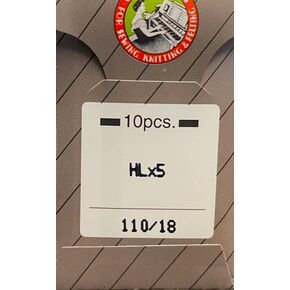 FOR SEWING, KNITTING & FELTING
10pcs.
HLx5
110/18